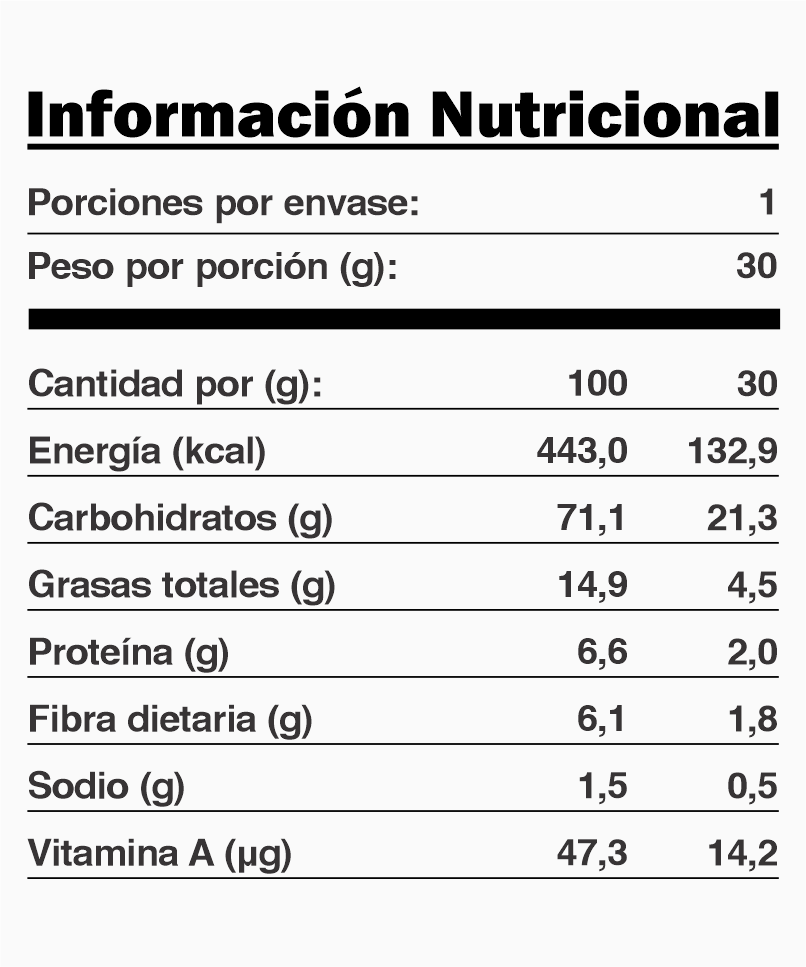 Información Nutricional
Porciones por envase: 1
Peso por porción (g): 30
Cantidad por (g): 100 30
Energía (kcal) 443,0 132,9
Carbohidratos (g) 71,1 21,3
Grasas totales (g) 14,9 4,5
Proteína (g) 6,6 2,0
Fibra dietaria (g) 6,1 1,8
Sodio (g) 1,5 0,5
Vitamina A (µg) 47,3 14,2